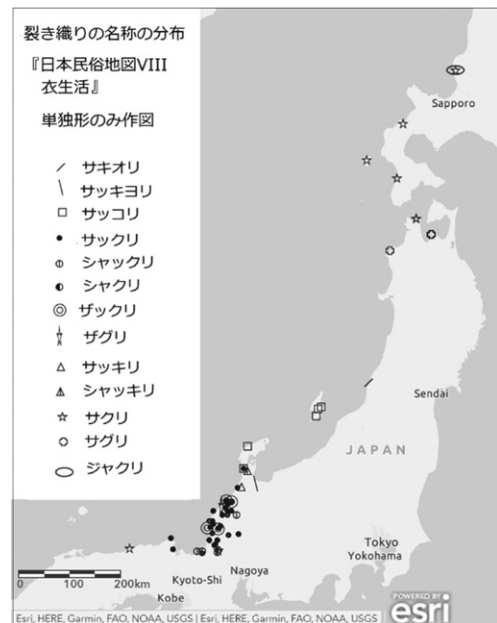 裂き織りの名称の分布
『日本民俗地図VIII
衣生活』
単独形のみ作図
サキオリ
サッキヨリ
サッコリ
サックリ
シャックリ
シャクリ
ザックリ
ザグリ
サッキリ
シャッキリ
サクリ
サグリ
ジャクリ
Sapporo
Sendai
JAPAN
Tokyo
Yokohama
Nagoya
Kyoto-Shi
Kobe
0 100 200km
Esri, HERE, Garmin, FAO, NOAA, USGS | Esri, HERE, Garmin, FAO, NOAA, USGS
POWERED BY
esri